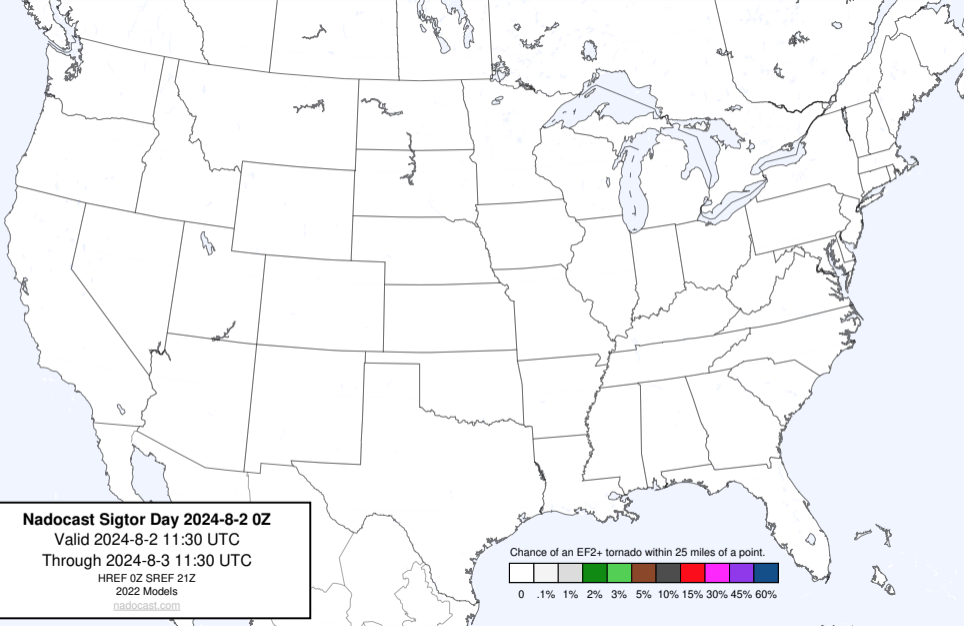 Nadocast Sigtor Day 2024-8-2 0Z
Valid 2024-8-2 11:30 UTC
Through 2024-8-3 11:30 UTC
HREF 0Z SREF 21Z
2022 Models
nadocast.com
Chance of an EF2+ tornado within 25 miles of a point.
0 .1% 1% 2% 3% 5% 10% 15% 30% 45% 60%